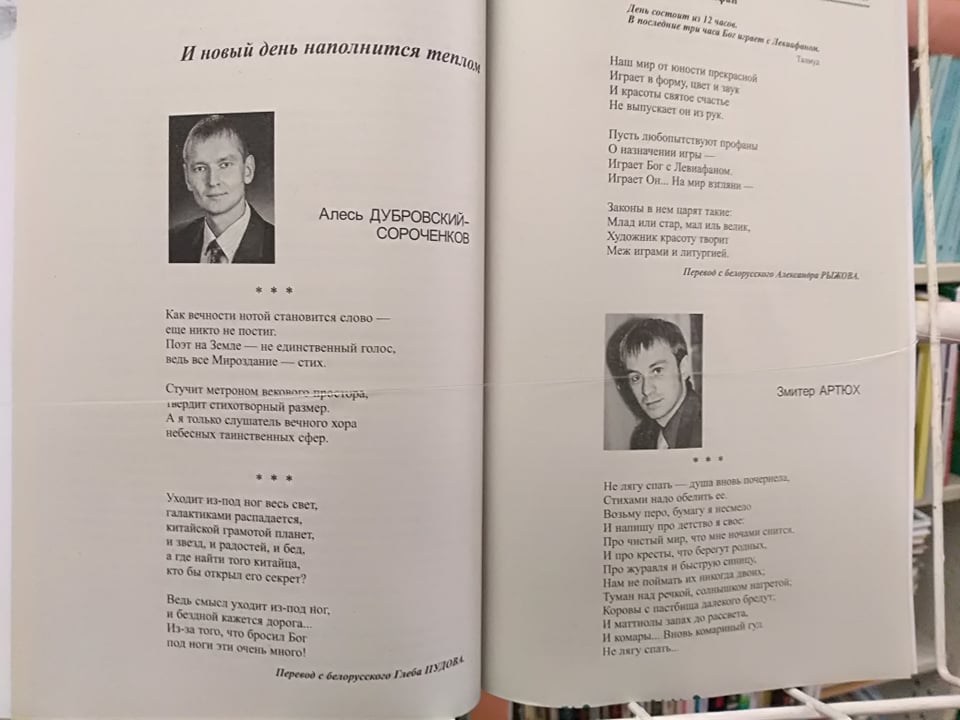 И новый день наполнится теплом
Алесь ДУБРОВСКИЙ-
СОРОЧЕНКОВ
* * *
Как вечности нотой становится слово —
еще никто не постиг.
Поэт на Земле — не единственный голос,
ведь все Мироздание — стих.
Стучит метроном векового простора,
твердит стихотворный размер.
А я только слушатель вечного хора
небесных таинственных сфер.
* * *
Уходит из-под ног весь свет,
галактиками распадается,
китайской грамотой планет,
и звезд, и радостей, и бед,
а где найти того китайца,
кто бы открыл его секрет?
Ведь смысл уходит из-под ног,
и бездной кажется дорога...
Из-за того, что бросил Бог
под ноги эти очень много!
Перевод с белорусского Глеба ПУДОВА.
День состоит из 12 часов.
В последние три часа Бог играет с Левиафаном.
Талмуд
Наш мир от юности прекрасной
Играет в форму, цвет и звук
И красоты святое счастье
Не выпускает он из рук.
Пусть любопытствуют профаны
О назначении игры —
Играет Бог с Левиафаном.
Играет Он... На мир взгляни —
Законы в нем царят такие:
Млад или стар, мал иль велик,
Художник красоту творит
Меж играми и литургией.
Перевод с белорусского Александра РЫЖОВА.
Змитер АРТЮХ
* * *
Не лягу спать — душа вновь почернела,
Стихами надо обелить ее.
Возьму перо, бумагу я несмело
И напишу про детство я свое:
Про чистый мир, что мне ночами снится,
И про кресты, что берегут родных,
Про журавля и быструю синицу,
Нам не поймать их никогда двоих;
Туман над речкой, солнышком нагретой;
Коровы с пастбища далекого бредут;
И маттиолы запах до рассвета,
И комары... Вновь комариный гуд
Не лягу спать...